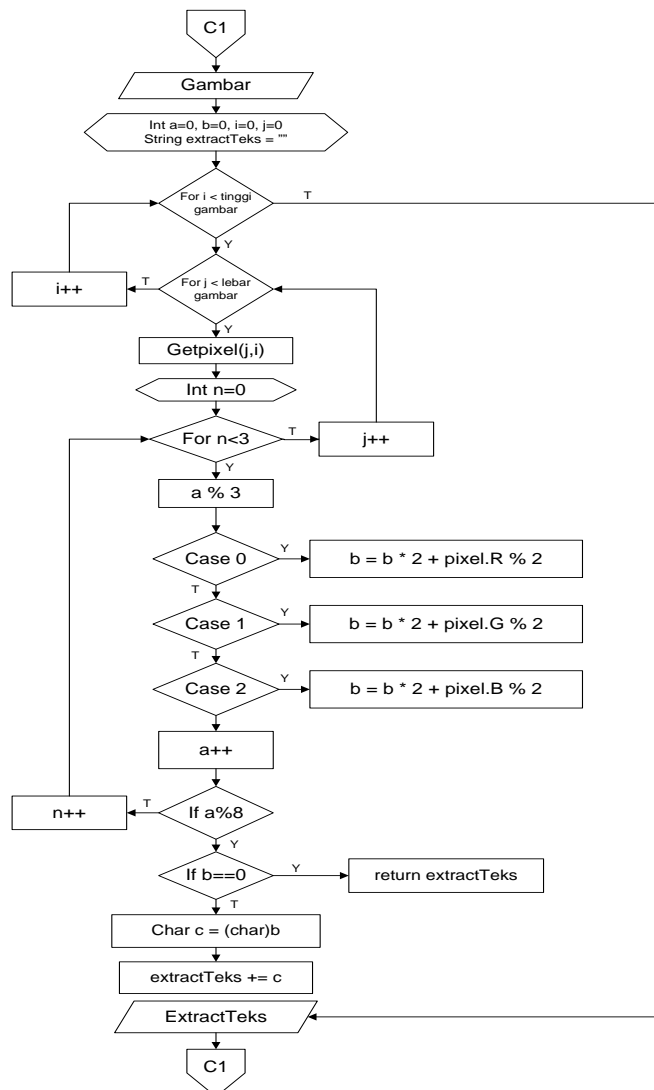 C1
Gambar
Int a=0, b=0, i=0, j=0
String extractTeks = ""
For i < tinggi
gambar
T
Y
i++
T
For j < lebar
gambar
Y
Getpixel(j,i)
Int n=0
For n<3
T
j++
Y
a % 3
Case 0
Y
b = b * 2 + pixel.R % 2
T
Case 1
Y
b = b * 2 + pixel.G % 2
T
Case 2
Y
b = b * 2 + pixel.B % 2
a++
n++
T
If a%8
Y
If b==0
Y
return extractTeks
T
Char c = (char)b
extractTeks += c
ExtractTeks
C1